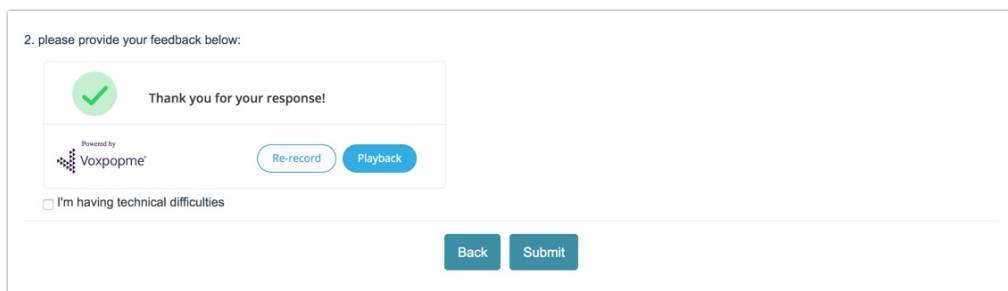 2. please provide your feedback below:
Thank you for your response!
Powered by
Voxpopme
Re-record
Playback
I'm having technical difficulties
Back
Submit